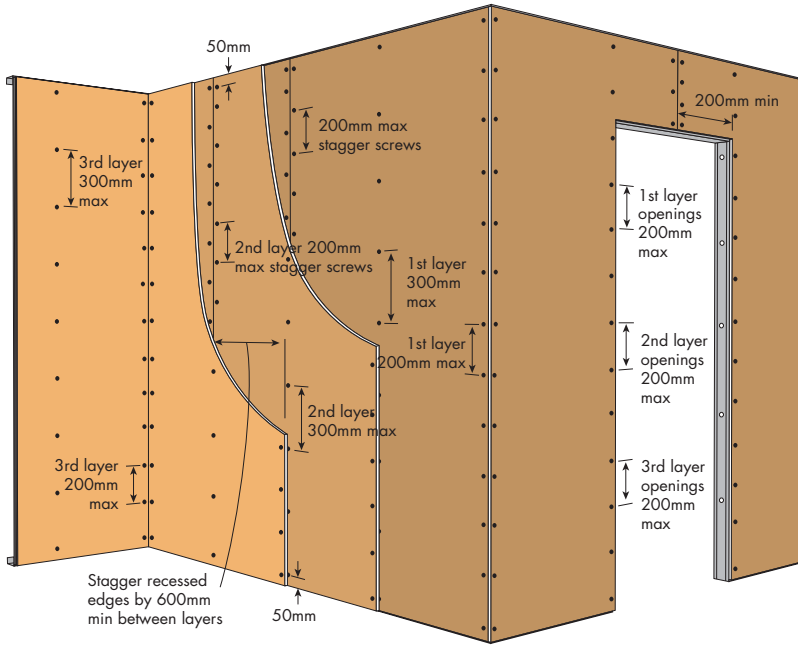 50mm
200mm max
stagger screws
200mm min
3rd layer
300mm
max
1st layer
openings
200mm
max
2nd layer 200mm
max stagger screws
1st layer
300mm
max
1st layer
200mm max
2nd layer
openings
200mm
max
2nd layer
300mm max
3rd layer
200mm
max
3rd layer
openings
200mm
max
Stagger recessed
edges by 600mm
min between layers
50mm